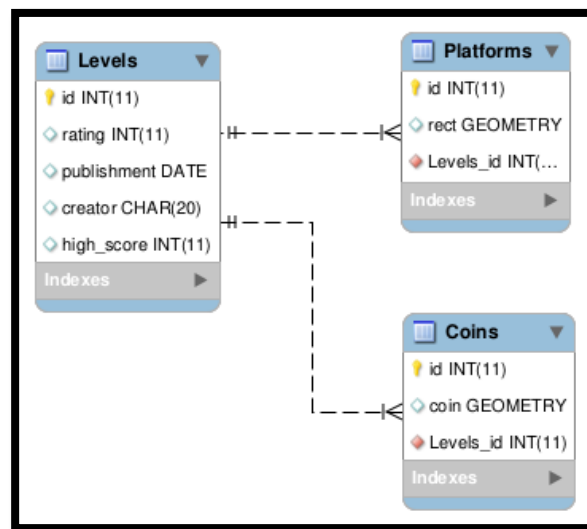 Levels
id INT(11)
rating INT(11)
publishment DATE
creator CHAR(20)
high_score INT(11)
Indexes
Platforms
id INT(11)
rect GEOMETRY
Levels_id INT(...
Indexes
Coins
id INT(11)
coin GEOMETRY
Levels_id INT(11)
Indexes